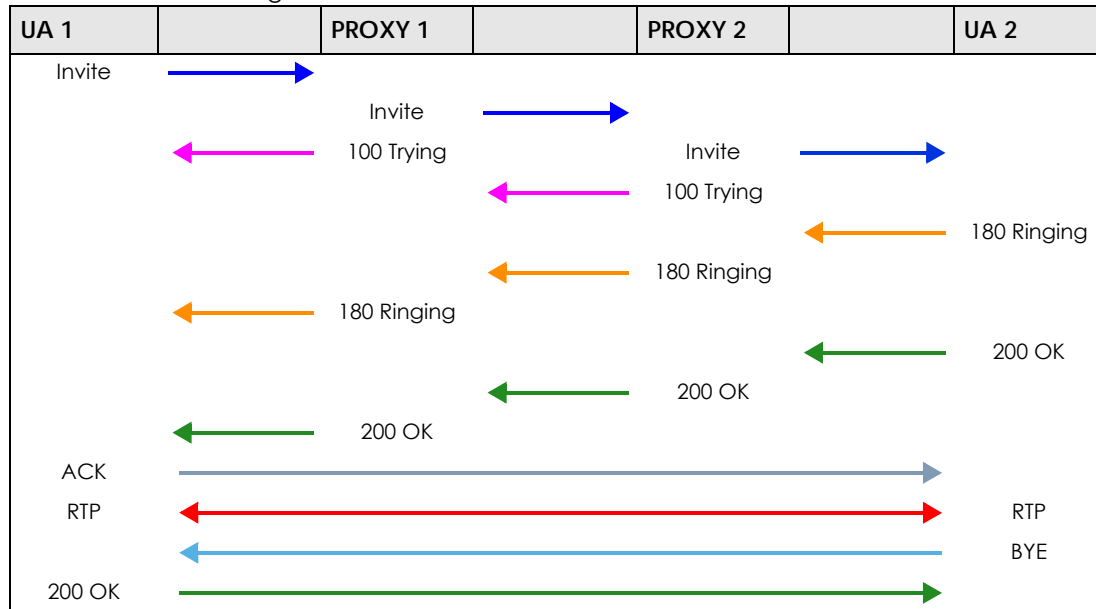 UA 1 PROXY 1 PROXY 2 UA 2
Invite
Invite
100 Trying Invite
100 Trying
180 Ringing
180 Ringing
180 Ringing
200 OK
200 OK
200 OK
ACK
RTP RTP
BYE
200 OK